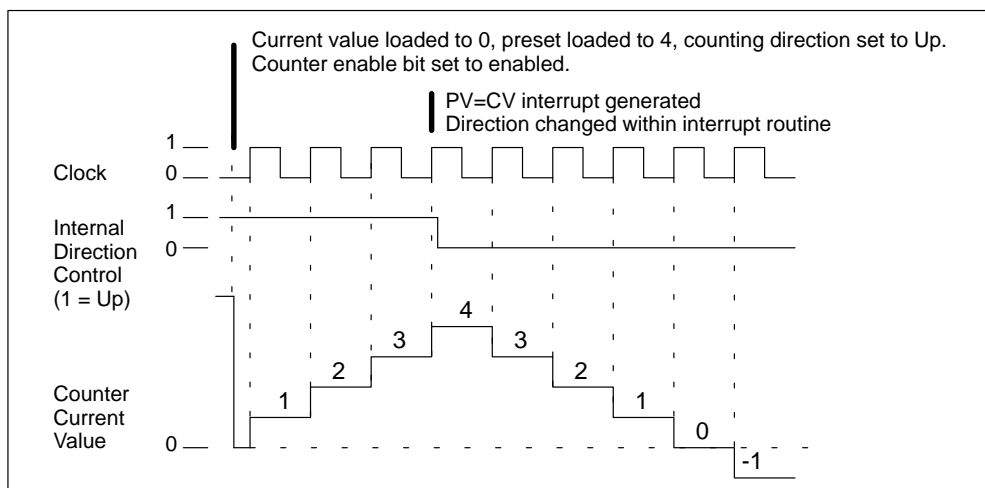 Current value loaded to 0, preset loaded to 4, counting direction set to Up.
Counter enable bit set to enabled.
PV=CV interrupt generated
Direction changed within interrupt routine
1
Clock
0
1
Internal
Direction
0
Control
(1 = Up)
4
3
3
2
2
1
1
Counter
Current
Value
0
0
-1